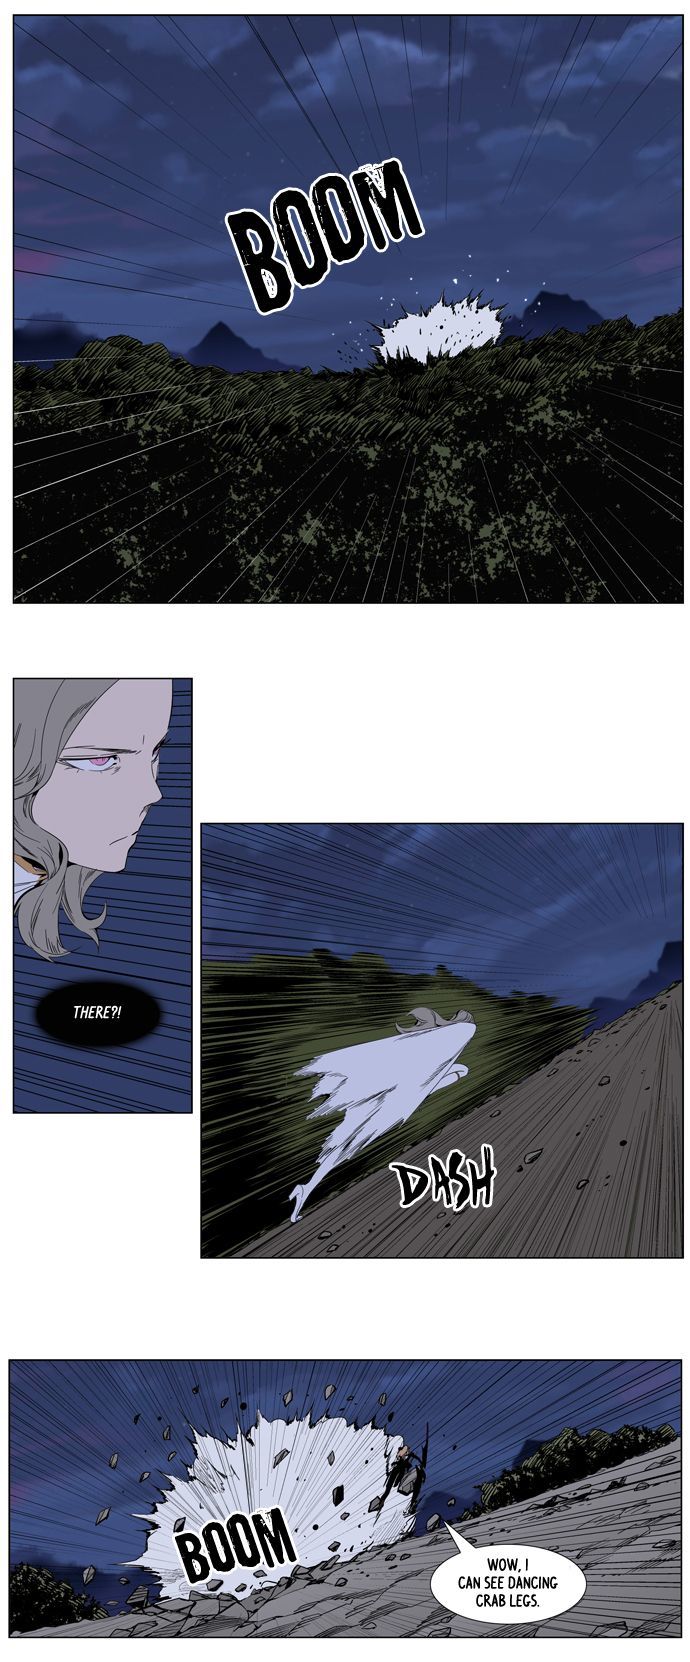 BOOM
THERE?!
DASH
BOOM
WOW, I
CAN SEE DANCING
CRAB LEGS.